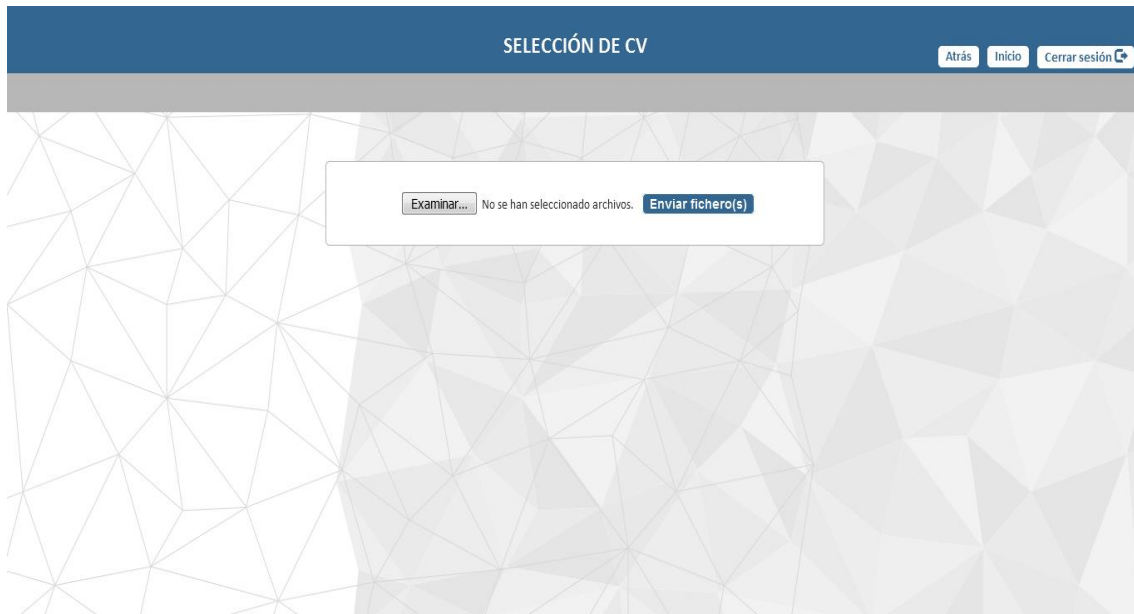 SELECCIÓN DE CV
Atrás Inicio Cerrar sesión
Examinar... No se han seleccionado archivos. Enviar fichero(s)